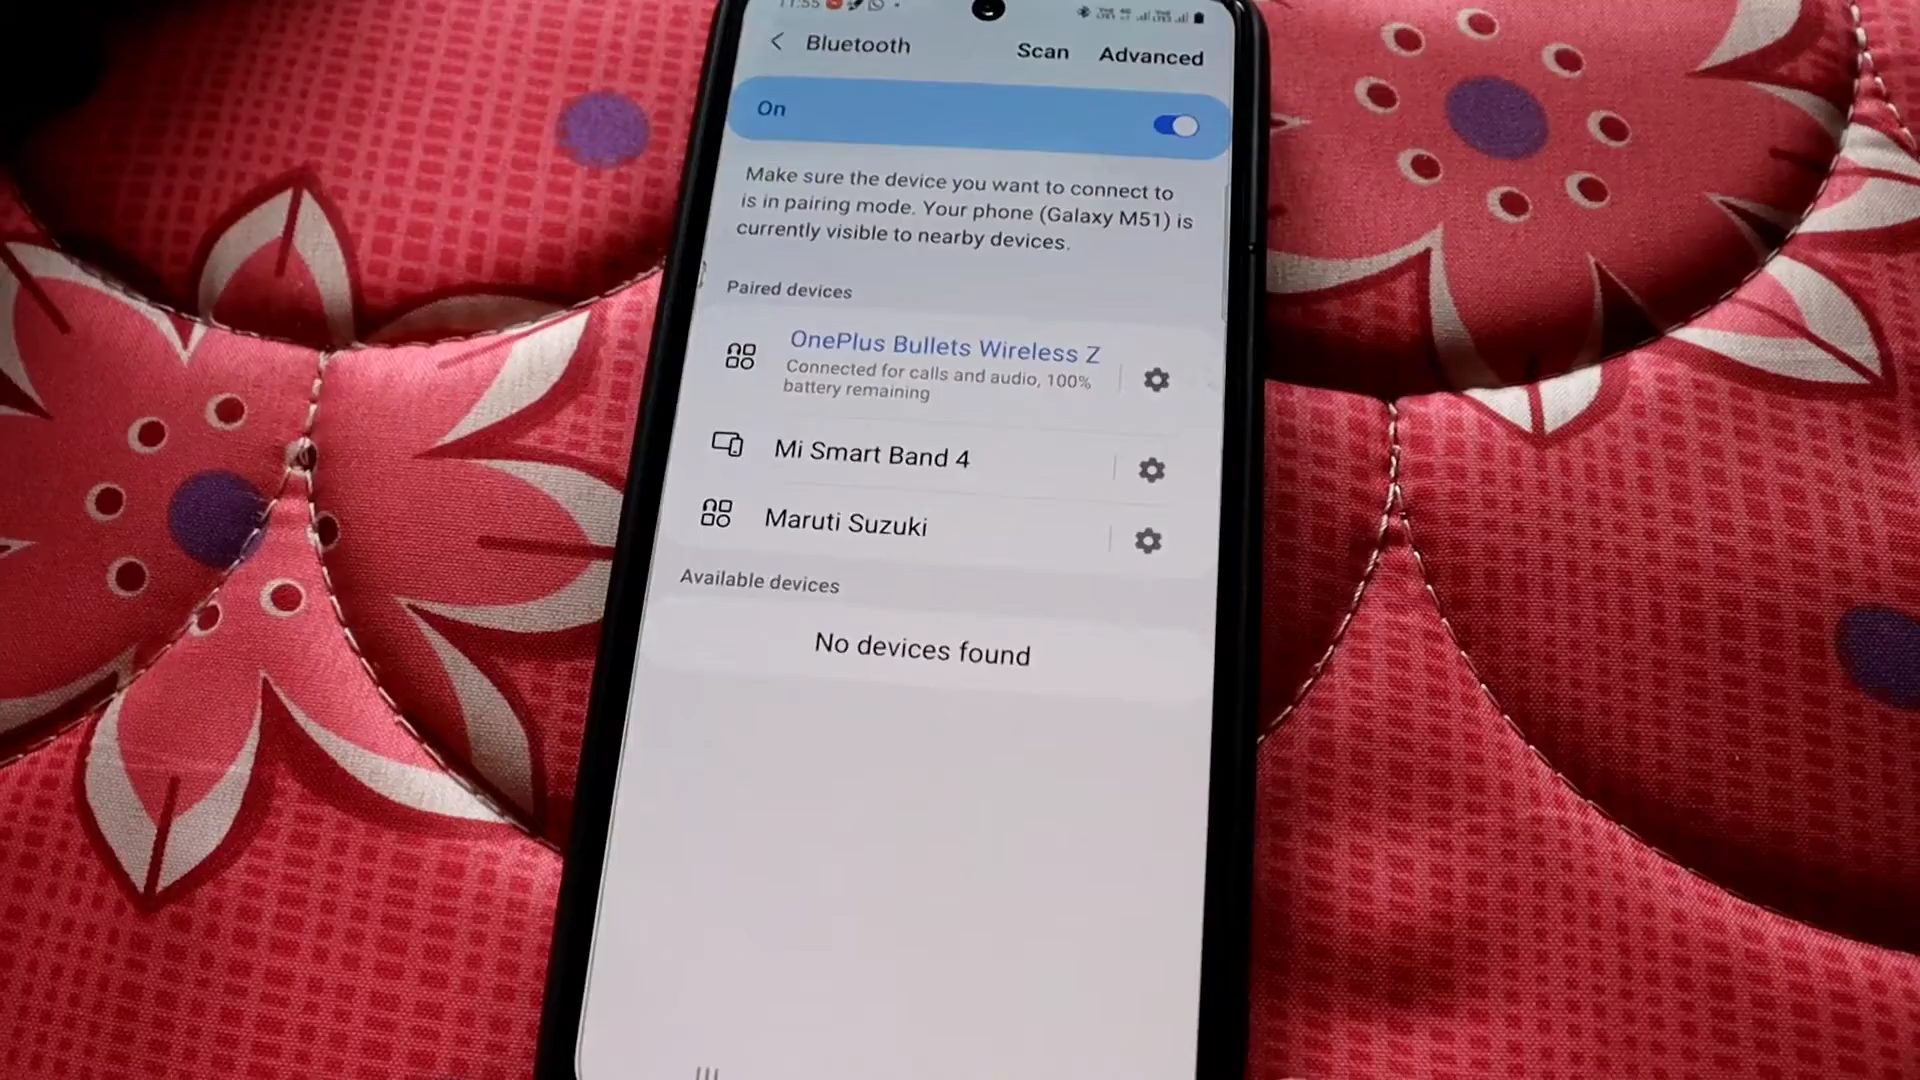 11:55
Bluetooth Scan Advanced
On
Make sure the device you want to connect to
is in pairing mode. Your phone (Galaxy M51) is
currently visible to nearby devices.
Paired devices
OnePlus Bullets Wireless Z
Connected for calls and audio, 100%
battery remaining
Mi Smart Band 4
Maruti Suzuki
Available devices
No devices found